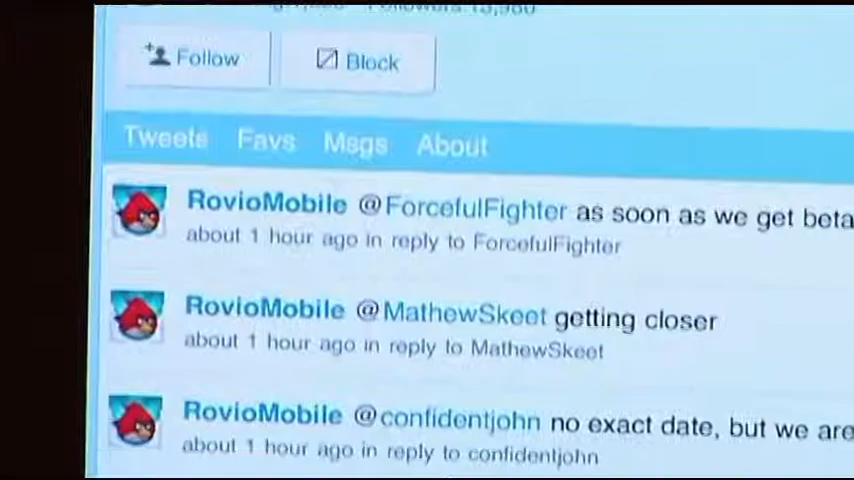 Follow
Block
Tweets Favs Msgs About
RovioMobile @ForcefulFighter as soon as we get beta
about 1 hour ago in reply to ForcefulFighter
RovioMobile @MathewSkeet getting closer
about 1 hour ago in reply to MathewSkeet
RovioMobile @confidentjohn no exact date, but we are
about 1 hour ago in reply to confidentjohn